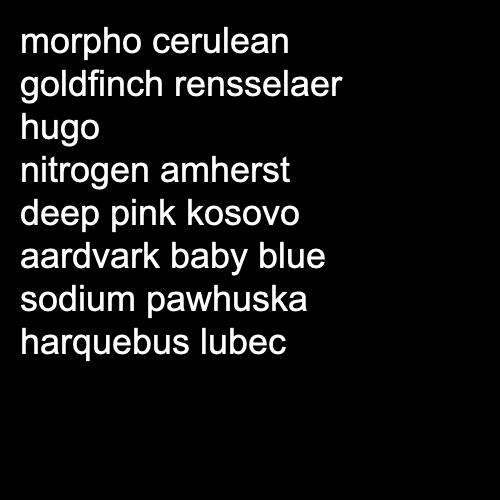 morpho cerulean
goldfinch rensselaer
hugo
nitrogen amherst
deep pink kosovo
aardvark baby blue
sodium pawhuska
harquebus lubec